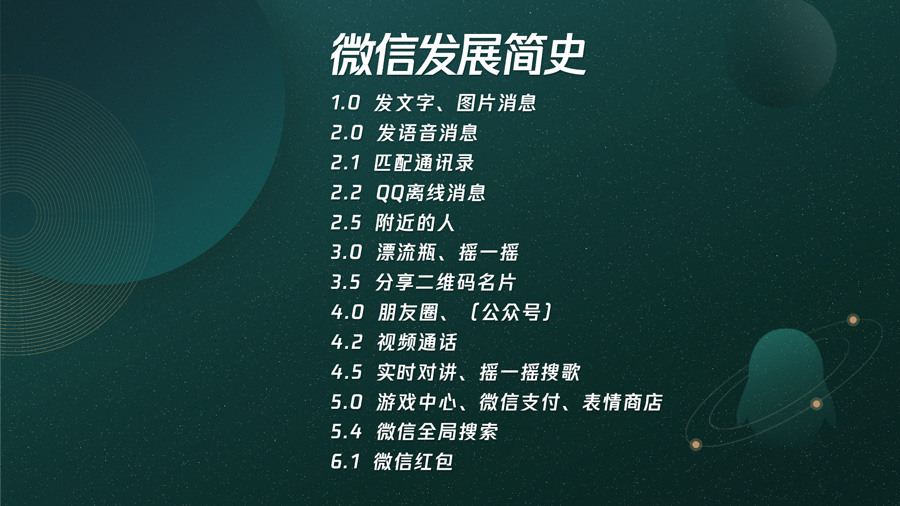 微信发展简史
1.0 发文字、图片消息
2.0 发语音消息
2.1 匹配通讯录
2.2 QQ离线消息
2.5 附近的人
3.0 漂流瓶、摇一摇
3.5 分享二维码名片
4.0 朋友圈、〔公众号〕
4.2 视频通话
4.5 实时对讲、摇一摇搜歌
5.0 游戏中心、微信支付、表情商店
5.4 微信全局搜索
6.1 微信红包